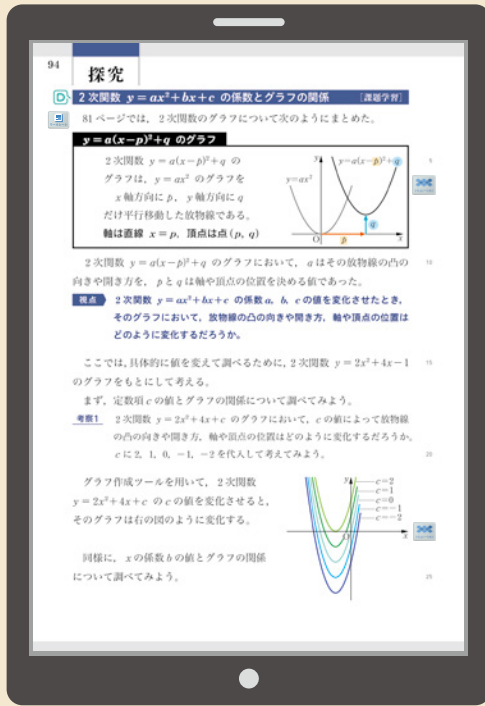 94
探究
D 2次関数 y=ax²+bx+c の係数とグラフの関係 [課題学習]
81ページでは，2次関数のグラフについて次のようにまとめた。
y=a(x−p)²+q のグラフ
2次関数 y=a(x−p)²+q の
グラフは，y=ax² のグラフを
x軸方向にp，y軸方向にq
だけ平行移動した放物線である。
軸は直線 x=p，頂点は点(p, q)
y
y=a(x−p)²+q
y=ax²
q
O
p
x
5
2次関数 y=a(x−p)²+q のグラフにおいて，aはその放物線の凸の
10
向きや開き方を，pとqは軸や頂点の位置を決める値であった。
視点 2次関数 y=ax²+bx+c の係数a，b，cの値を変化させたとき，
そのグラフにおいて，放物線の凸の向きや開き方，軸や頂点の位置は
どのように変化するだろうか。
ここでは，具体的に値を変えて調べるために，2次関数 y=2x²+4x−1
15
のグラフをもとにして考える。
まず，定数項cの値とグラフの関係について調べてみよう。
考察1 2次関数 y=2x²+4x+c のグラフにおいて，cの値によって放物線
の凸の向きや開き方，軸や頂点の位置はどのように変化するだろうか。
cに2，1，0，−1，−2を代入して考えてみよう。
20
グラフ作成ツールを用いて，2次関数
y=2x²+4x+c のcの値を変化させると，
そのグラフは右の図のように変化する。
y
c=2
c=1
c=0
c=−1
c=−2
O
x
同様に，xの係数bの値とグラフの関係
について調べてみよう。
25